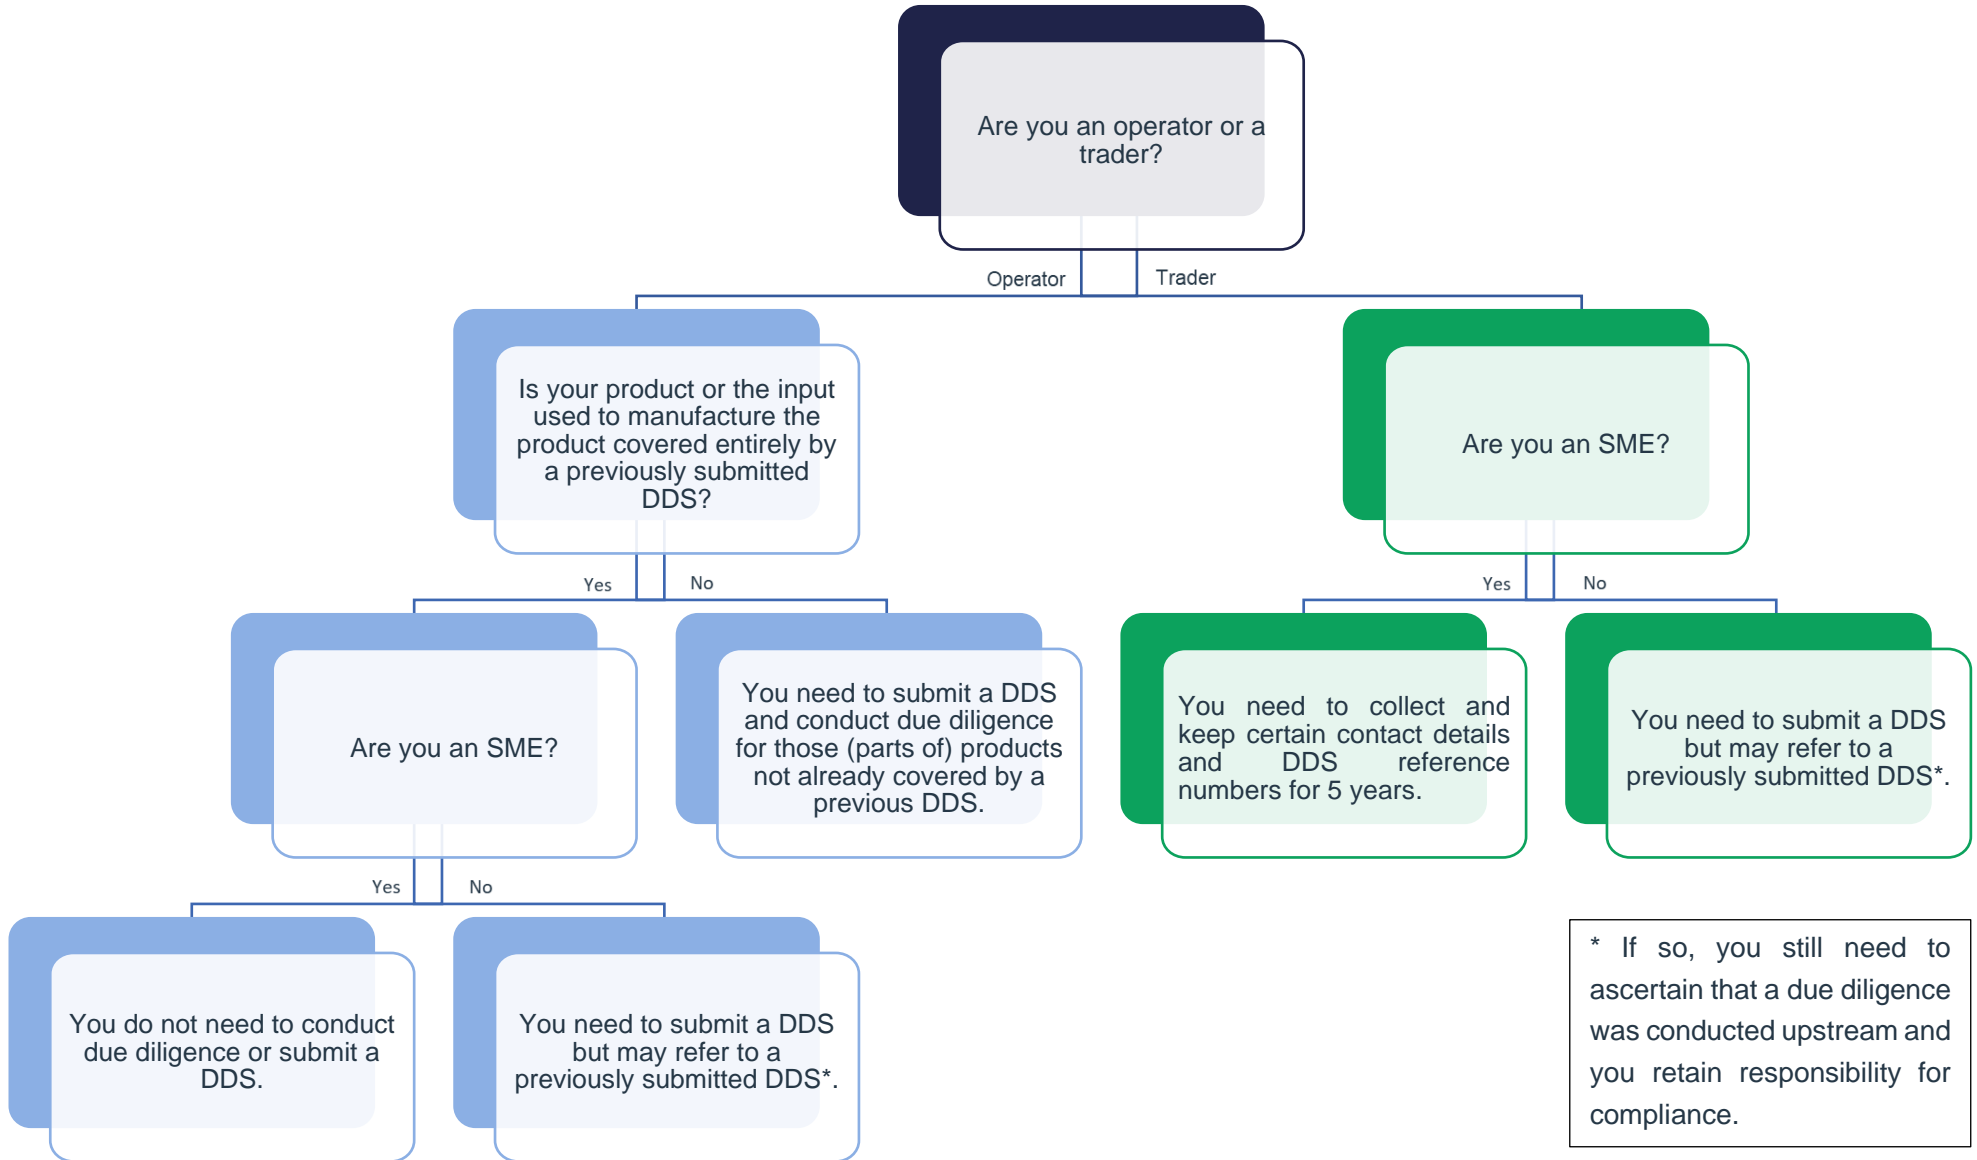 Are you an operator or a
trader?
Operator
Trader
Is your product or the input
used to manufacture the
product covered entirely by
a previously submitted
DDS?
Are you an SME?
Yes
No
Yes
No
Are you an SME?
You need to submit a DDS
and conduct due diligence
for those (parts of) products
not already covered by a
previous DDS.
You need to collect and
keep certain contact details
and DDS reference
numbers for 5 years.
You need to submit a DDS
but may refer to a
previously submitted DDS*.
Yes
No
You do not need to conduct
due diligence or submit a
DDS.
You need to submit a DDS
but may refer to a
previously submitted DDS*.
* If so, you still need to
ascertain that a due diligence
was conducted upstream and
you retain responsibility for
compliance.